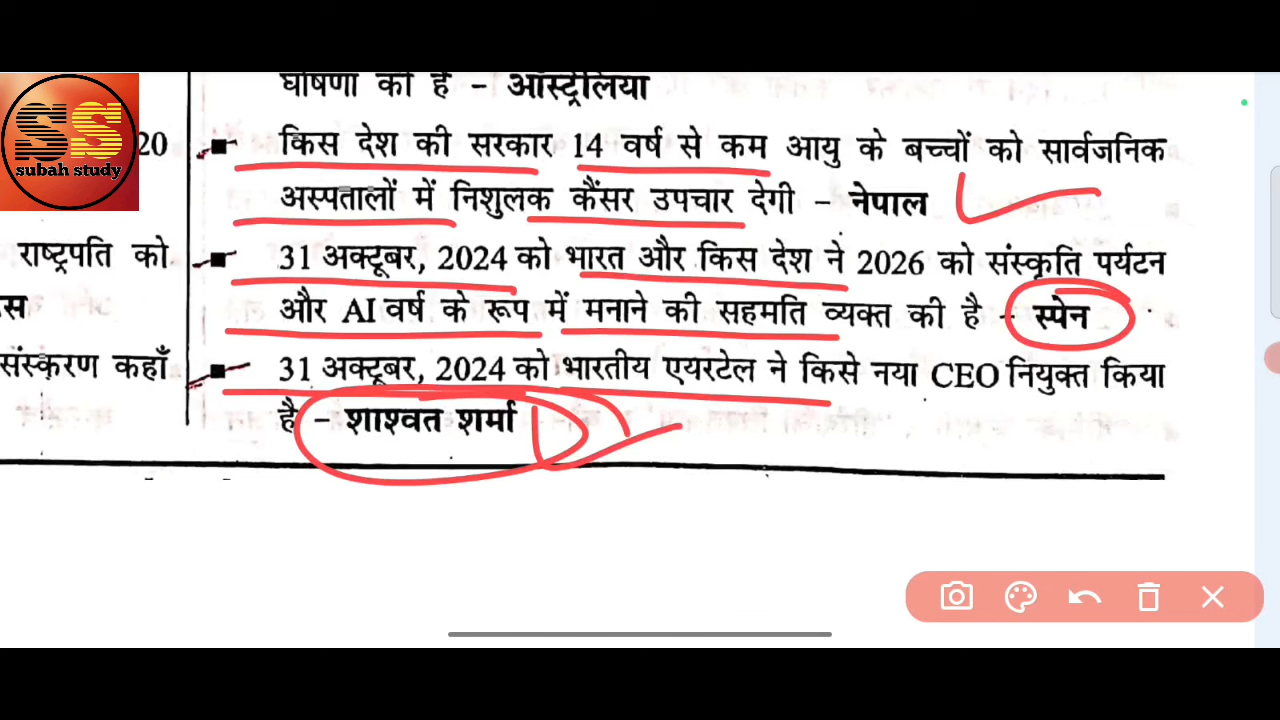 घोषणा की है – ऑस्ट्रेलिया
SS
subah study
20
■ किस देश की सरकार 14 वर्ष से कम आयु के बच्चों को सार्वजनिक
अस्पतालों में निशुलक कैंसर उपचार देगी – नेपाल
राष्ट्रपति को
■ 31 अक्टूबर, 2024 को भारत और किस देश ने 2026 को संस्कृति पर्यटन
और AI वर्ष के रूप में मनाने की सहमति व्यक्त की है – स्पेन
संस्करण कहाँ
■ 31 अक्टूबर, 2024 को भारतीय एयरटेल ने किसे नया CEO नियुक्त किया
है – शाश्वत शर्मा